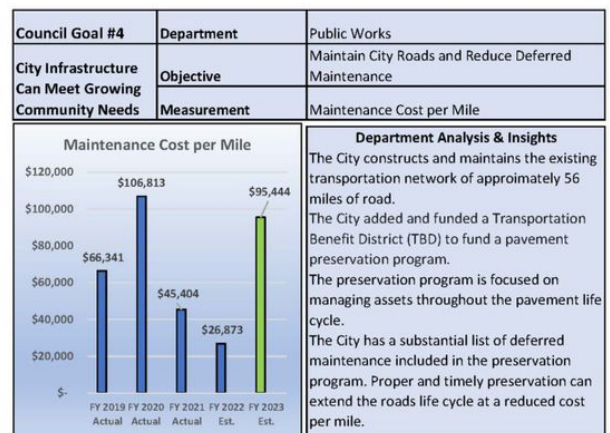 Council Goal #4
Department
Public Works
City Infrastructure
Can Meet Growing
Community Needs
Objective
Maintain City Roads and Reduce Deferred
Maintenance
Measurement
Maintenance Cost per Mile
Maintenance Cost per Mile
$120,000
$100,000
$80,000
$60,000
$40,000
$20,000
$-
$66,341
$106,813
$45,404
$26,873
$95,444
FY 2019 FY 2020 FY 2021 FY 2022 FY 2023
Actual Actual Actual Est. Est.
Department Analysis & Insights
The City constructs and maintains the existing
transportation network of approimately 56
miles of road.
The City added and funded a Transportation
Benefit District (TBD) to fund a pavement
preservation program.
The preservation program is focused on
managing assets throughout the pavement life
cycle.
The City has a substantial list of deferred
maintenance included in the preservation
program. Proper and timely preservation can
extend the roads life cycle at a reduced cost
per mile.